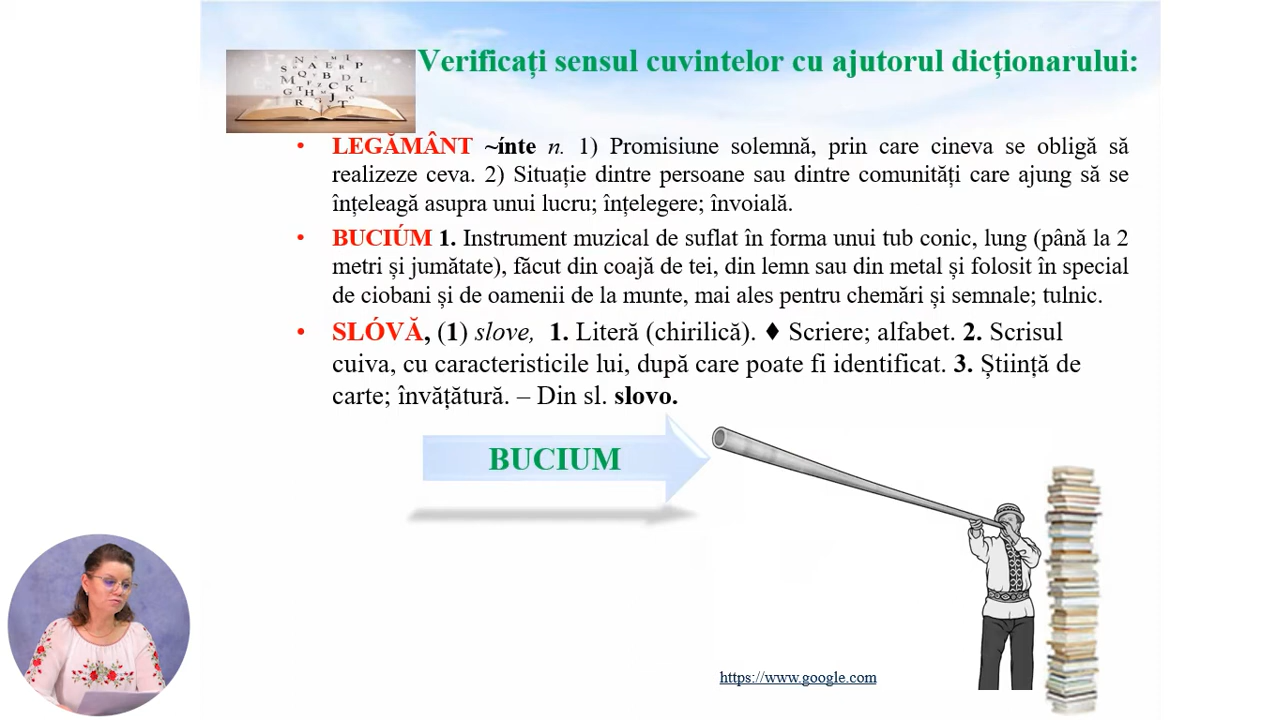 Verificați sensul cuvintelor cu ajutorul dicționarului:
• LEGĂMÂNT ~ínte n. 1) Promisiune solemnă, prin care cineva se obligă să
realizeze ceva. 2) Situație dintre persoane sau dintre comunități care ajung să se
înțeleagă asupra unui lucru; înțelegere; învoială.
• BUCIÚM 1. Instrument muzical de suflat în forma unui tub conic, lung (până la 2
metri și jumătate), făcut din coajă de tei, din lemn sau din metal și folosit în special
de ciobani și de oamenii de la munte, mai ales pentru chemări și semnale; tulnic.
• SLÓVĂ, (1) slove, 1. Literă (chirilică). ♦ Scriere; alfabet. 2. Scrisul
cuiva, cu caracteristicile lui, după care poate fi identificat. 3. Știință de
carte; învățătură. – Din sl. slovo.
BUCIUM
https://www.google.com